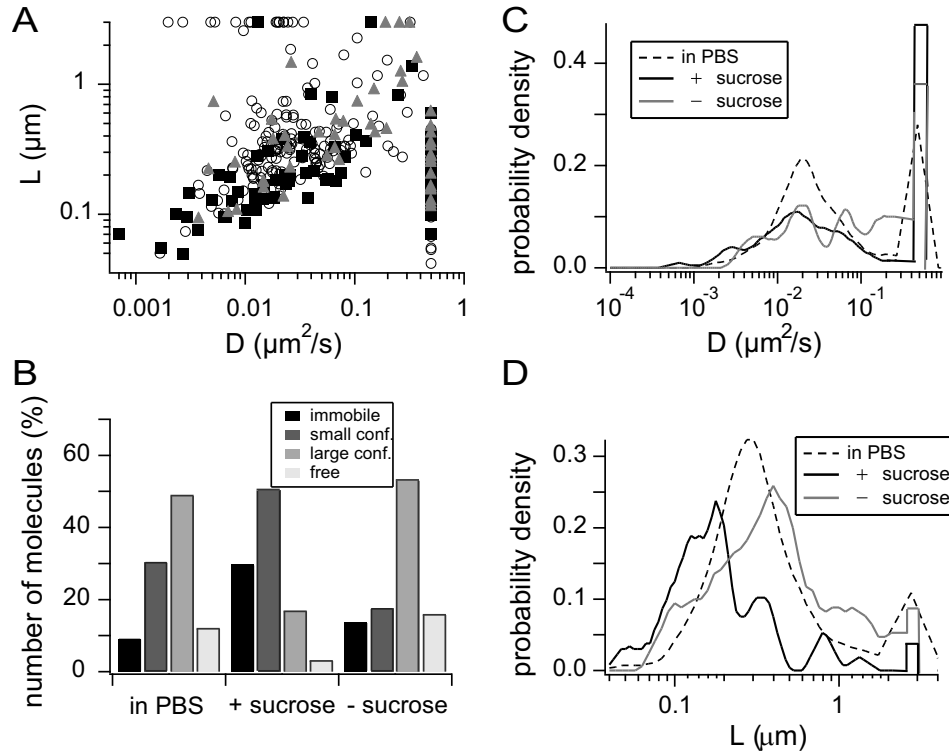 A
L (µm)
1
0.1
0.001
0.01
0.1
1
D (µm²/s)
B
number of molecules (%)
60
40
20
0
immobile
small conf.
large conf.
free
in PBS
+ sucrose
- sucrose
C
probability density
0.4
0.2
0.0
in PBS
+ sucrose
− sucrose
10⁻⁴
10⁻³
10⁻²
10⁻¹
D (µm²/s)
D
probability density
0.3
0.2
0.1
0.0
in PBS
+ sucrose
− sucrose
0.1
1
L (µm)